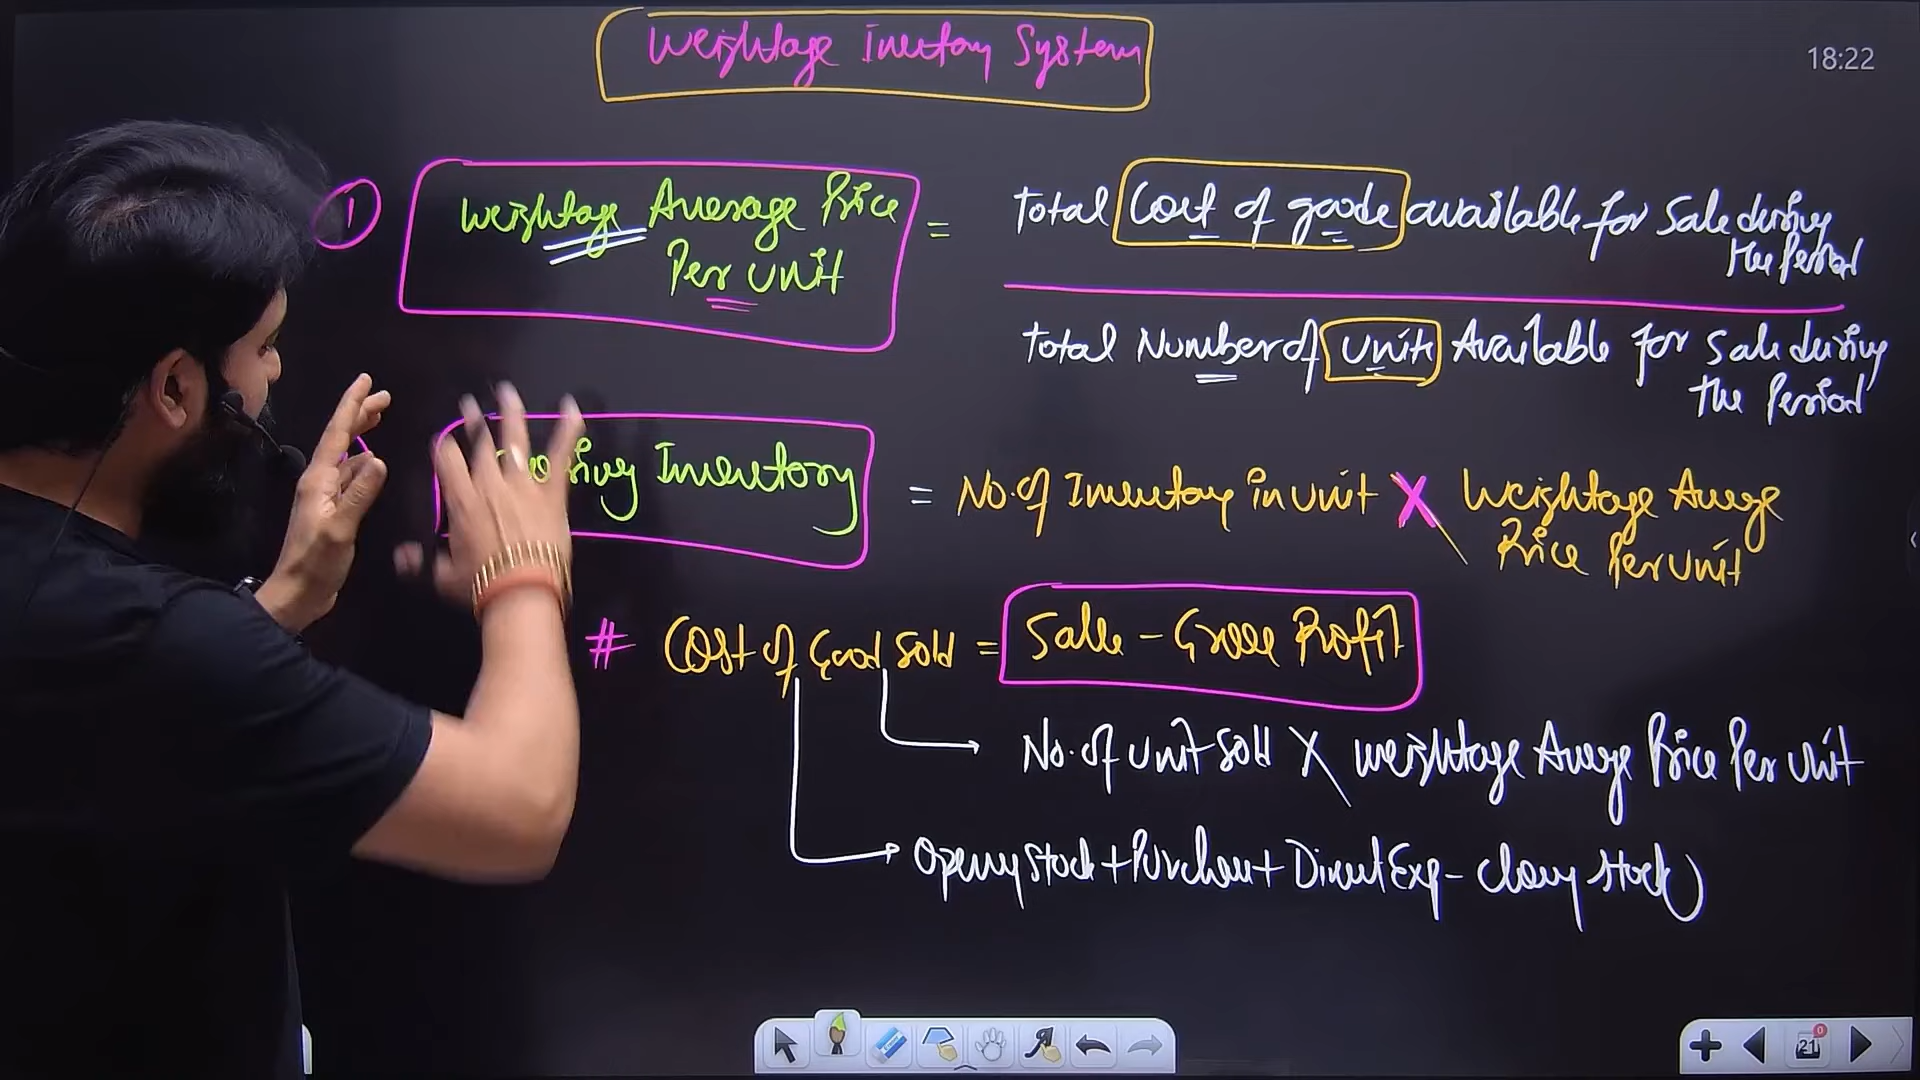 Weightage Inventory System
18:22
①
Weightage Average Price
Per unit
=
Total Cost of goods available for Sale during
the Period
Total Number of Unit Available for Sale during
the Period
Inventory
= No. of Inventory in unit X Weightage Average
Price Per unit
# Cost of Good Sold = Sales - Gross Profit
No. of unit Sold X Weightage Average Price Per Unit
Opening Stock + Purchase + Direct Exp - Closing Stock
21
0